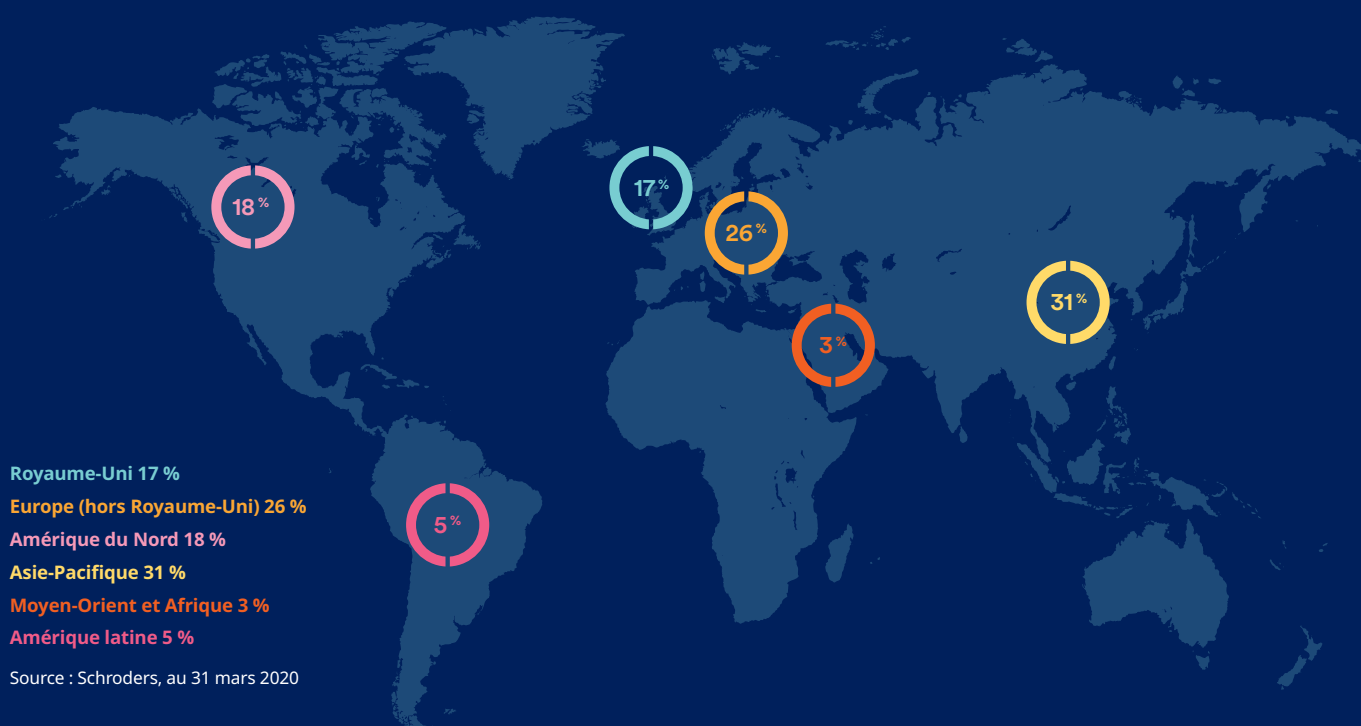 17 %
18 %
26 %
31 %
3 %
5 %
Royaume-Uni 17 %
Europe (hors Royaume-Uni) 26 %
Amérique du Nord 18 %
Asie-Pacifique 31 %
Moyen-Orient et Afrique 3 %
Amérique latine 5 %
Source : Schroders, au 31 mars 2020